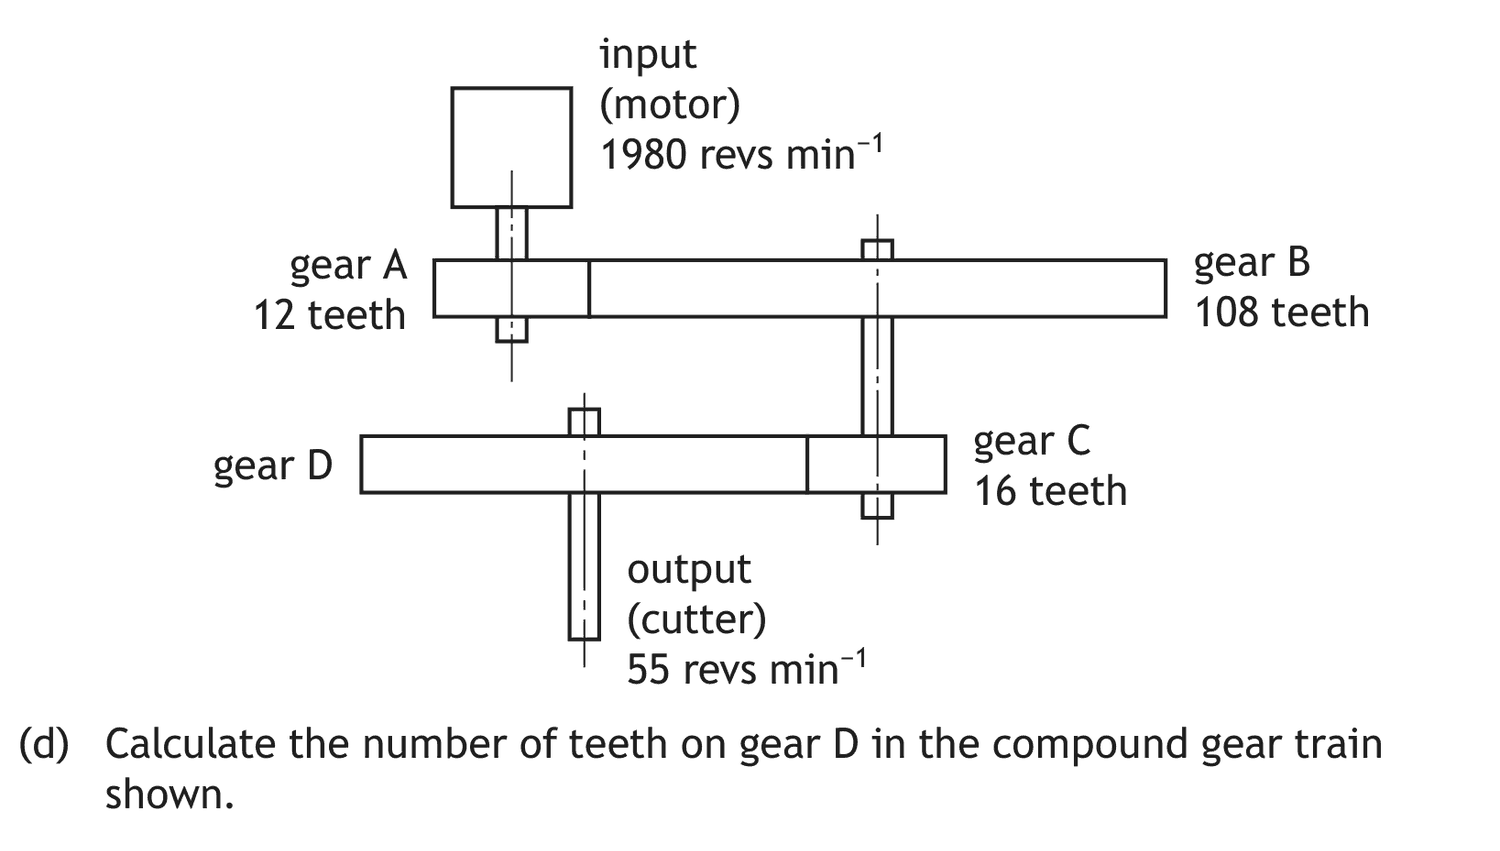 input
(motor)
1980 revs min⁻¹
gear A
12 teeth
gear B
108 teeth
gear D
gear C
16 teeth
output
(cutter)
55 revs min⁻¹
(d) Calculate the number of teeth on gear D in the compound gear train
shown.